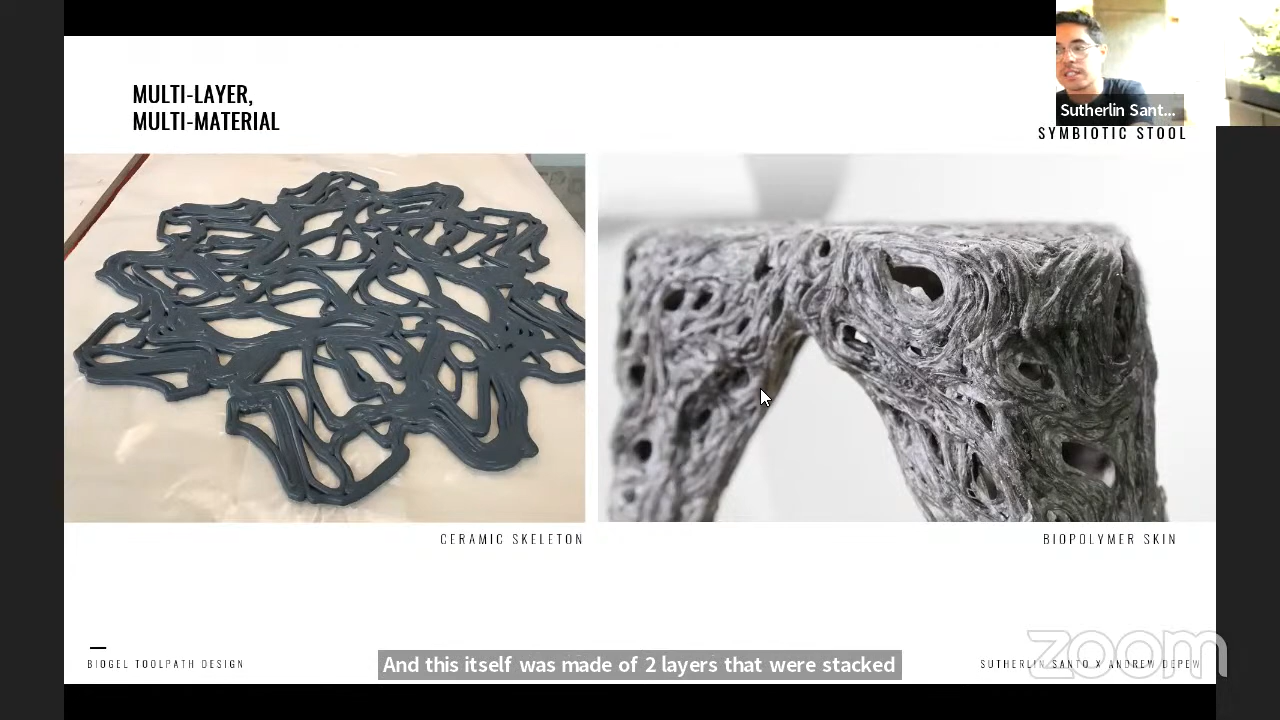 MULTI-LAYER,
MULTI-MATERIAL
Sutherlin Sant...
SYMBIOTIC STOOL
CERAMIC SKELETON
BIOPOLYMER SKIN
BIOGEL TOOLPATH DESIGN
And this itself was made of 2 layers that were stacked
SUTHERLIN SANTO X ANDREW DEPEW
zoom